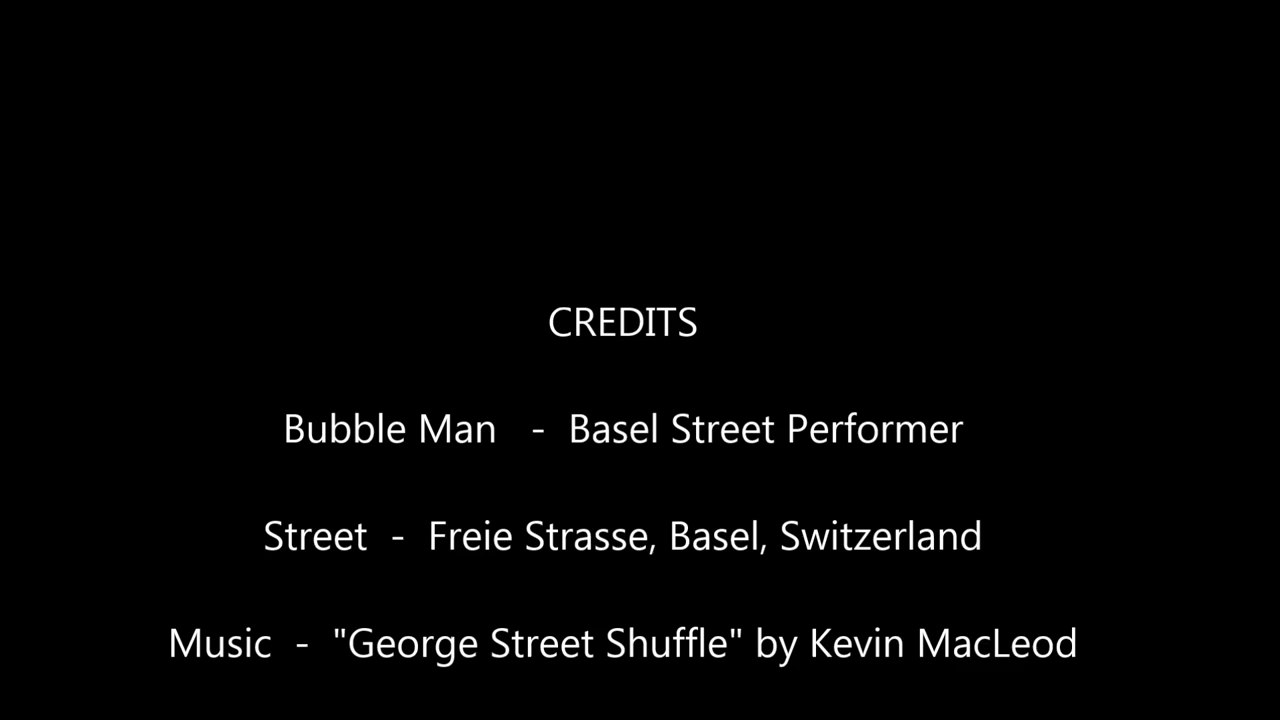 CREDITS
Bubble Man - Basel Street Performer
Street - Freie Strasse, Basel, Switzerland
Music - "George Street Shuffle" by Kevin MacLeod